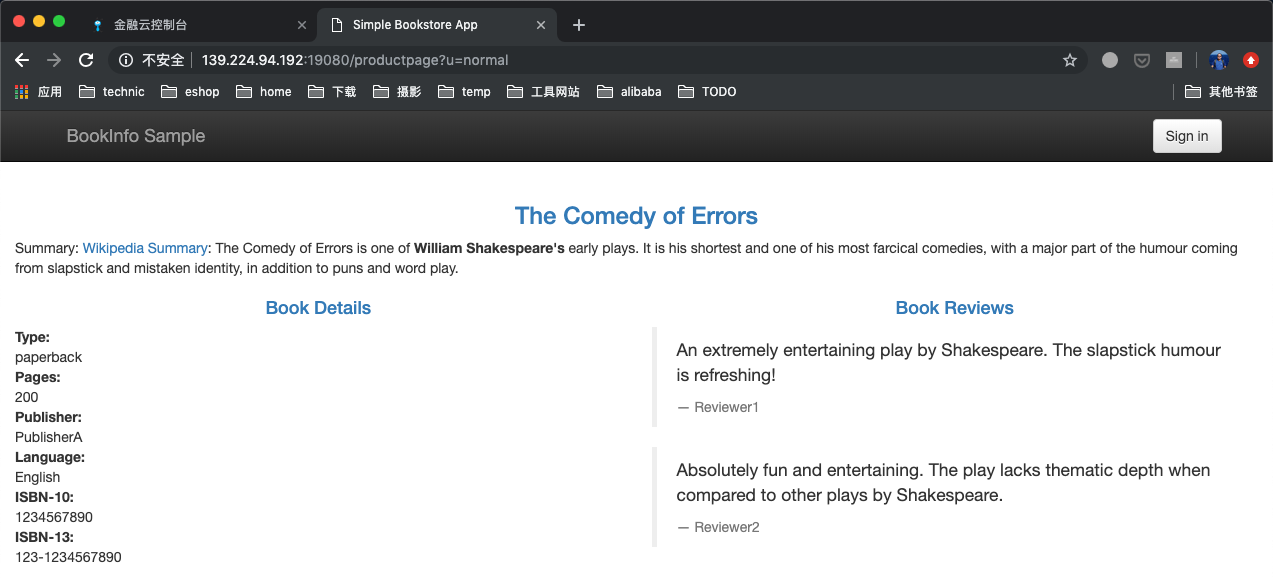 金融云控制台
Simple Bookstore App
不安全 139.224.94.192:19080/productpage?u=normal
应用 technic eshop home 下载 摄影 temp 工具网站 alibaba TODO 其他书签
BookInfo Sample Sign in
The Comedy of Errors
Summary: Wikipedia Summary: The Comedy of Errors is one of William Shakespeare's early plays. It is his shortest and one of his most farcical comedies, with a major part of the humour coming
from slapstick and mistaken identity, in addition to puns and word play.
Book Details
Type:
paperback
Pages:
200
Publisher:
PublisherA
Language:
English
ISBN-10:
1234567890
ISBN-13:
123-1234567890
Book Reviews
An extremely entertaining play by Shakespeare. The slapstick humour
is refreshing!
— Reviewer1
Absolutely fun and entertaining. The play lacks thematic depth when
compared to other plays by Shakespeare.
— Reviewer2